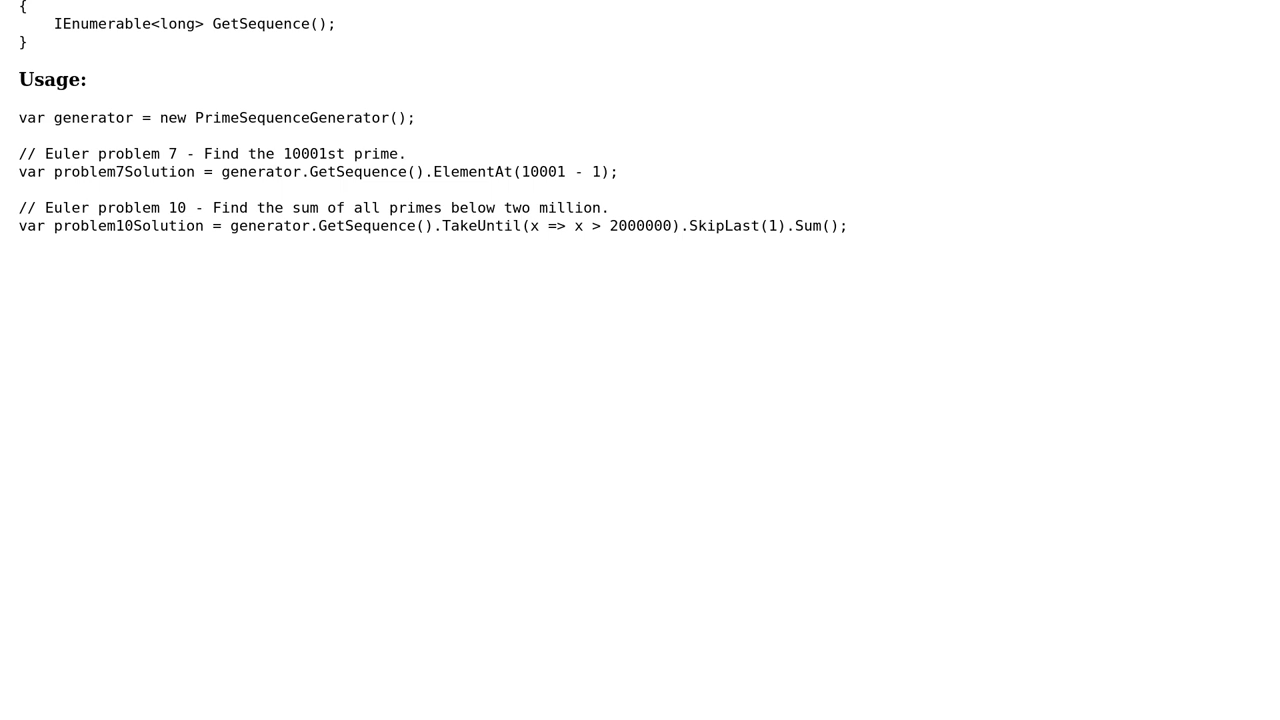 {
    IEnumerable<long> GetSequence();
}
Usage:
var generator = new PrimeSequenceGenerator();
// Euler problem 7 - Find the 10001st prime.
var problem7Solution = generator.GetSequence().ElementAt(10001 - 1);
// Euler problem 10 - Find the sum of all primes below two million.
var problem10Solution = generator.GetSequence().TakeUntil(x => x > 2000000).SkipLast(1).Sum();